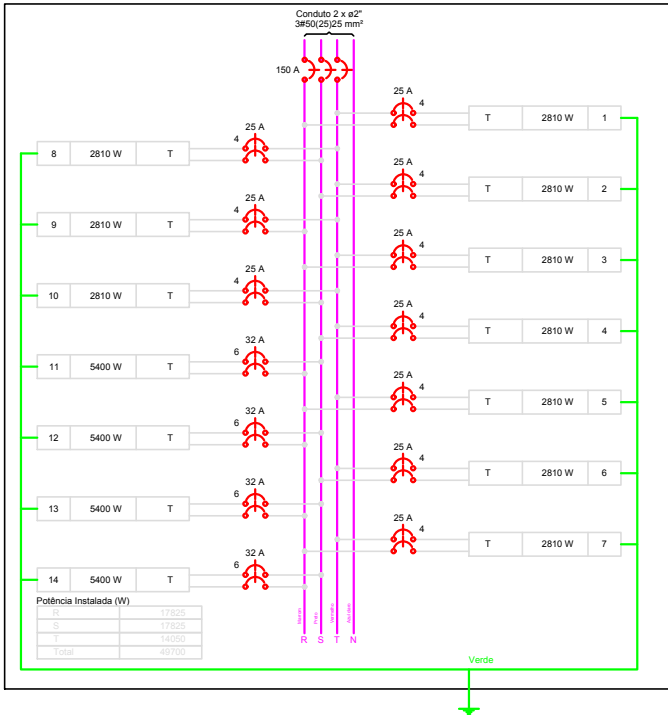 Conduto 2 x ø2"
3#50(25)25 mm²
150 A
25 A
4
T 2810 W 1
25 A
4
8 2810 W T
25 A
4
T 2810 W 2
25 A
4
9 2810 W T
25 A
4
T 2810 W 3
25 A
4
10 2810 W T
25 A
4
T 2810 W 4
32 A
6
11 5400 W T
25 A
4
T 2810 W 5
32 A
6
12 5400 W T
25 A
4
T 2810 W 6
32 A
6
13 5400 W T
25 A
4
T 2810 W 7
32 A
6
14 5400 W T
Potência Instalada (W)
R 17825
S 17825
T 14050
Total 49700
Preto
Vermelho
R S T N
Verde